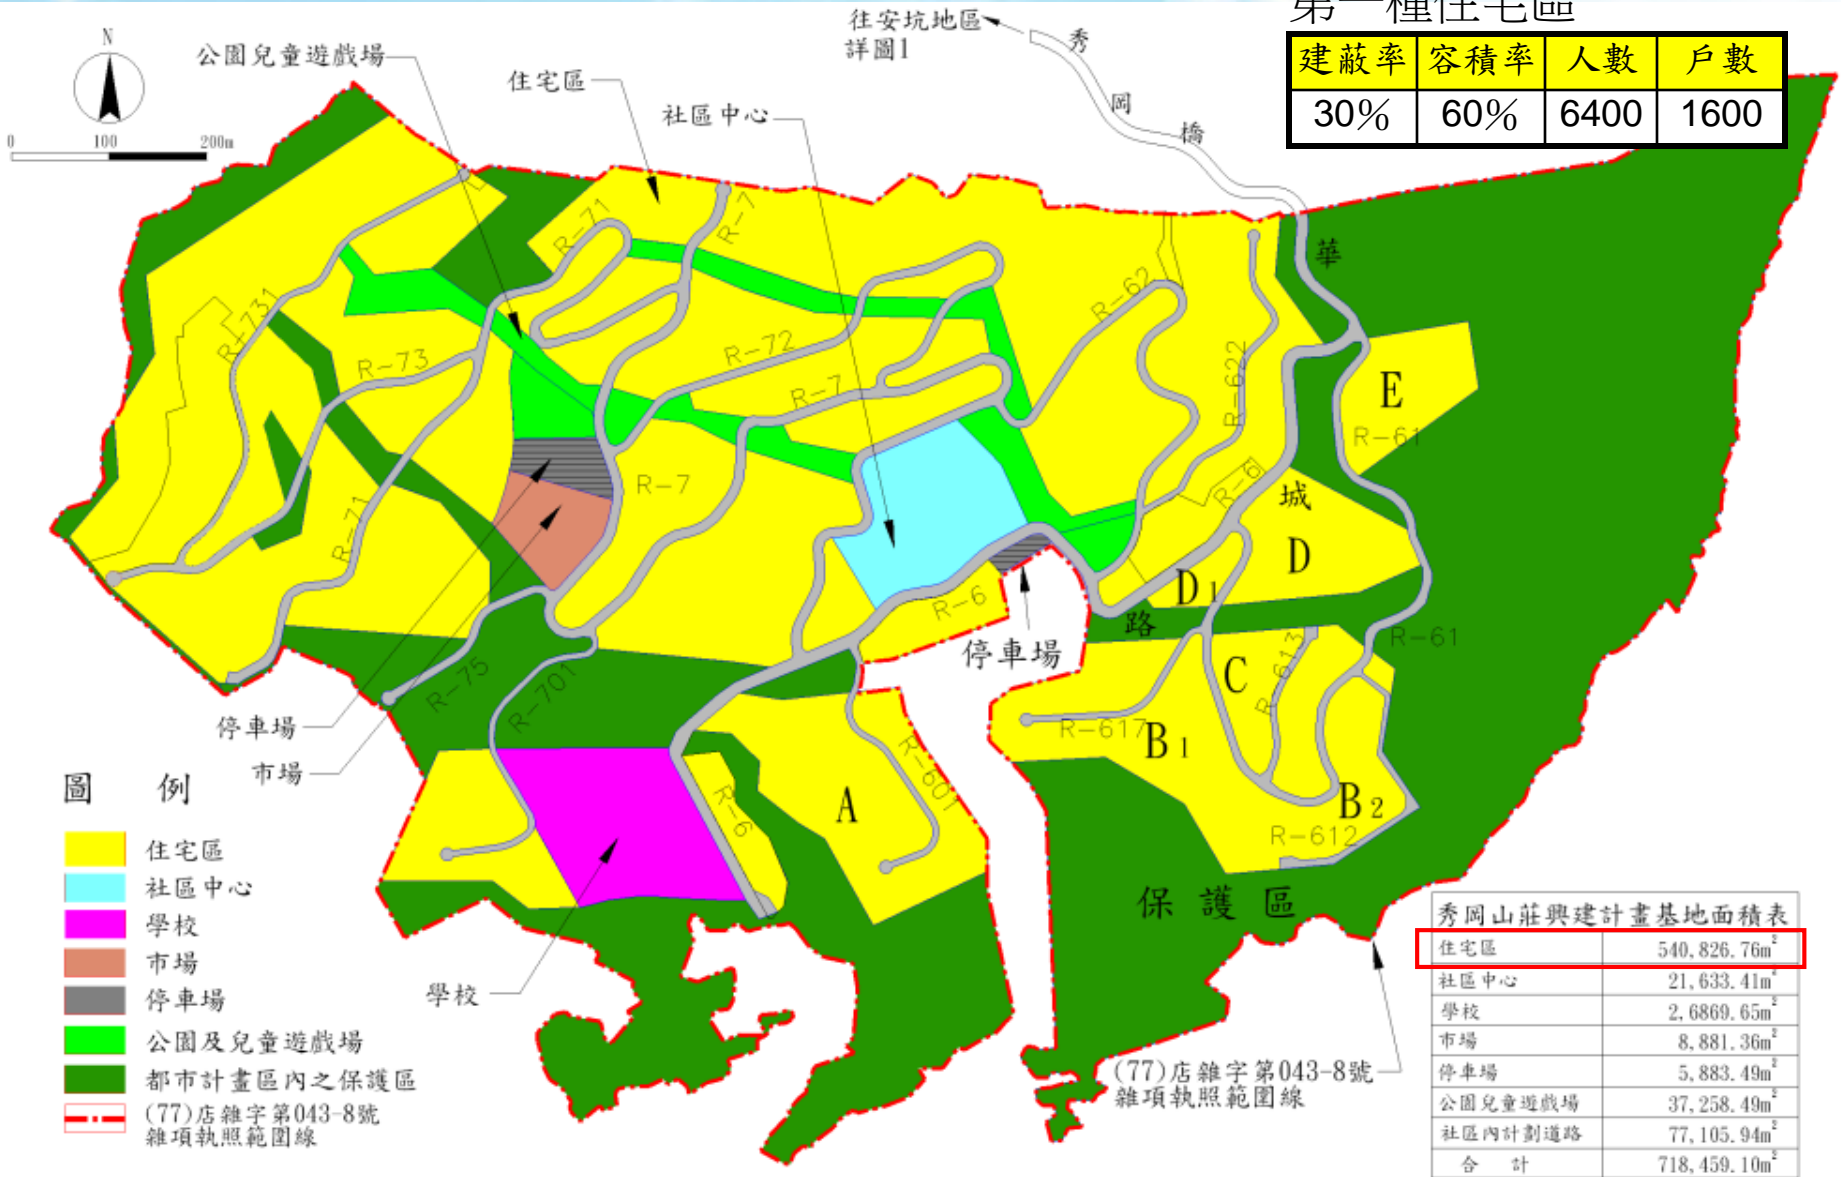 第一種住宅區
建蔽率 容積率 人數 戶數
30% 60% 6400 1600
往安坑地區
詳圖1
秀
岡
橋
N
0 100 200m
公園兒童遊戲場
住宅區
社區中心
華
R-71
R-7
R-731
R-73
R-72
R-7
R-62
R-622
E
R-61
R-7
R-6
城
D
D1
R-71
R-6
路
停車場
R-61
R-75
R-701
C
R-613
R-617
B1
R-601
A
R-6
B2
R-612
停車場
市場
學校
保護區
圖例
住宅區
社區中心
學校
市場
停車場
公園及兒童遊戲場
都市計畫區內之保護區
(77)店雜字第043-8號
雜項執照範圍線
(77)店雜字第043-8號
雜項執照範圍線
秀岡山莊興建計畫基地面積表
住宅區 540,826.76m²
社區中心 21,633.41m²
學校 2,6869.65m²
市場 8,881.36m²
停車場 5,883.49m²
公園兒童遊戲場 37,258.49m²
社區內計劃道路 77,105.94m²
合計 718,459.10m²